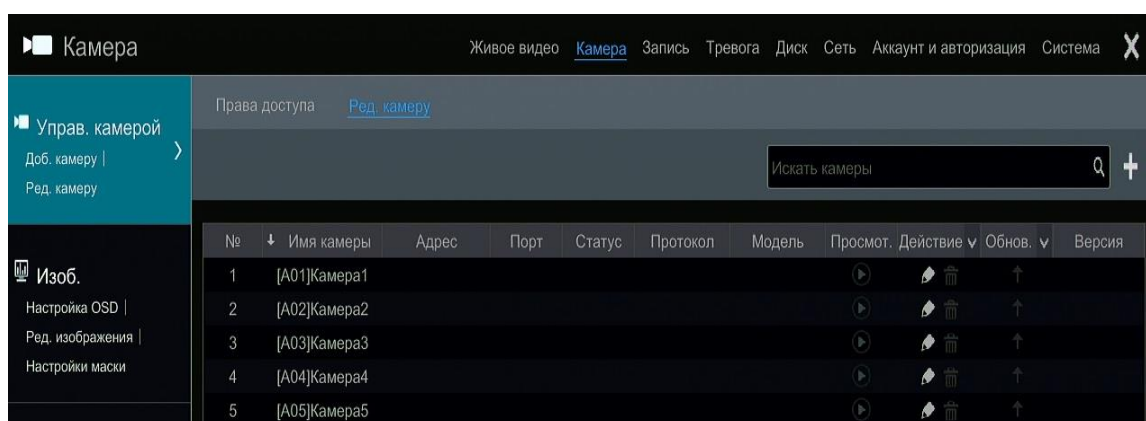 Камера
Живое видео Камера Запись Тревога Диск Сеть Аккаунт и авторизация Система X
Права доступа Ред. камеру
Управ. камерой
Доб. камеру |
Ред. камеру
Искать камеры
№ Имя камеры Адрес Порт Статус Протокол Модель Просмот. Действие Обнов. Версия
1 [A01]Камера1
2 [A02]Камера2
3 [A03]Камера3
4 [A04]Камера4
5 [A05]Камера5
Изоб.
Настройка OSD |
Ред. изображения |
Настройки маски